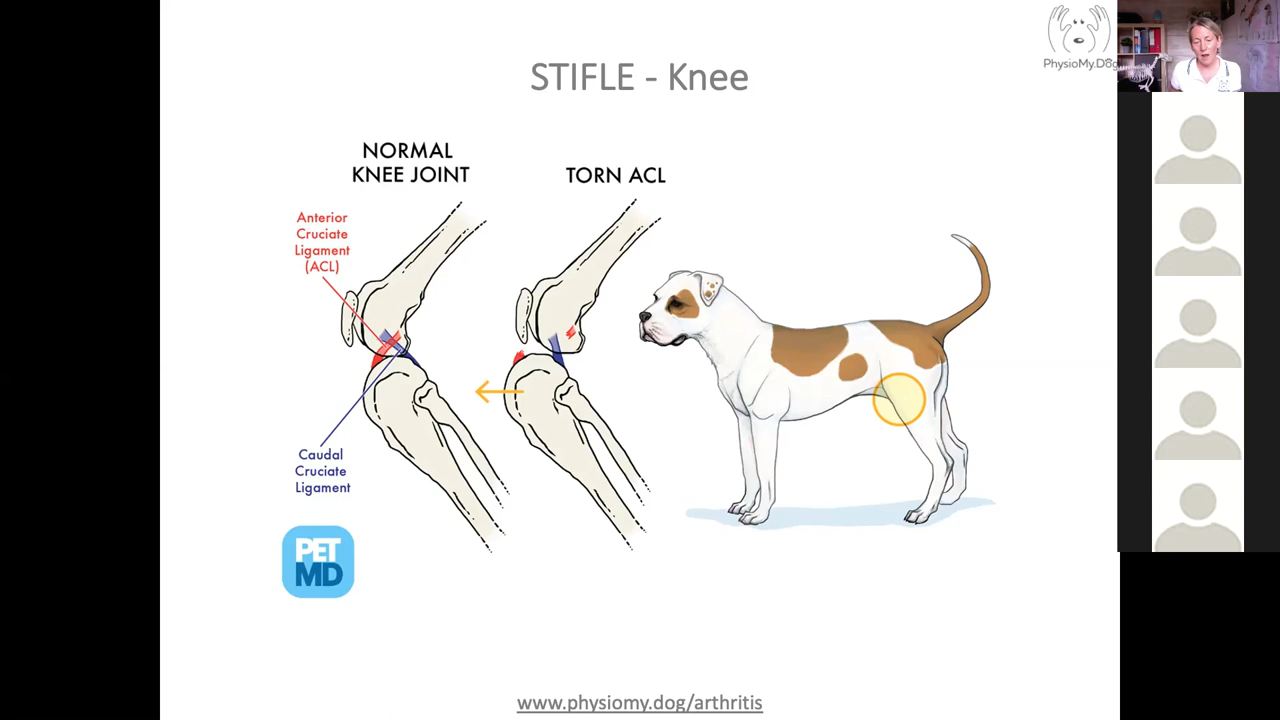 PhysioMy.Dog
STIFLE - Knee
NORMAL
KNEE JOINT
TORN ACL
Anterior
Cruciate
Ligament
(ACL)
Caudal
Cruciate
Ligament
PET
MD
www.physiomy.dog/arthritis